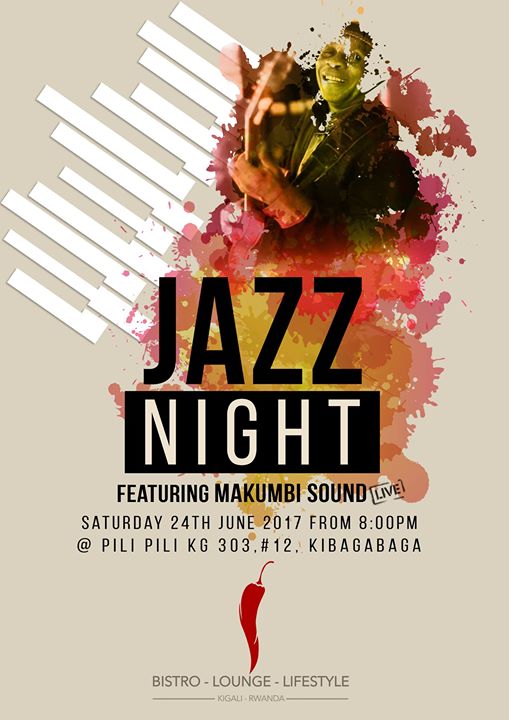 JAZZ
NIGHT
FEATURING MAKUMBI SOUND LIVE
SATURDAY 24TH JUNE 2017 FROM 8:00PM
@ PILI PILI KG 303,#12, KIBAGABAGA
BISTRO - LOUNGE - LIFESTYLE
KIGALI - RWANDA